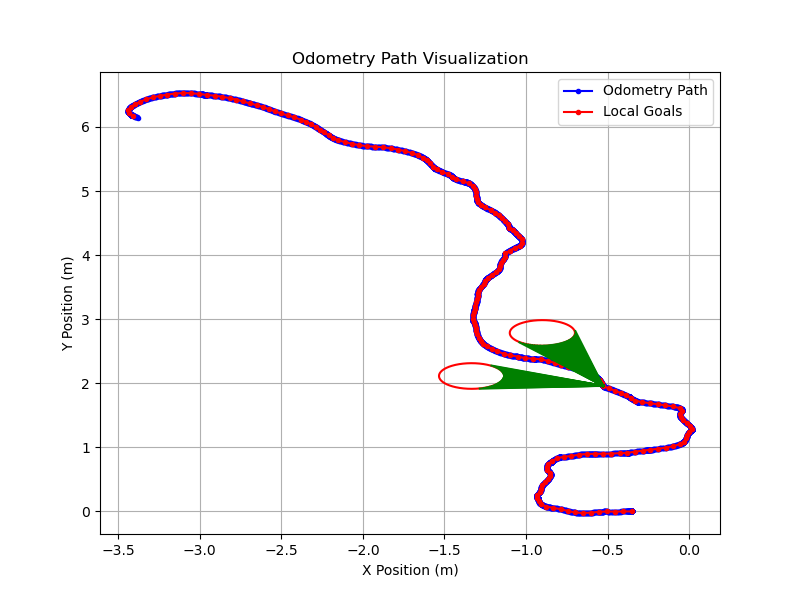 Odometry Path Visualization
Odometry Path
Local Goals
Y Position (m)
6
5
4
3
2
1
0
−3.5 −3.0 −2.5 −2.0 −1.5 −1.0 −0.5 0.0
X Position (m)